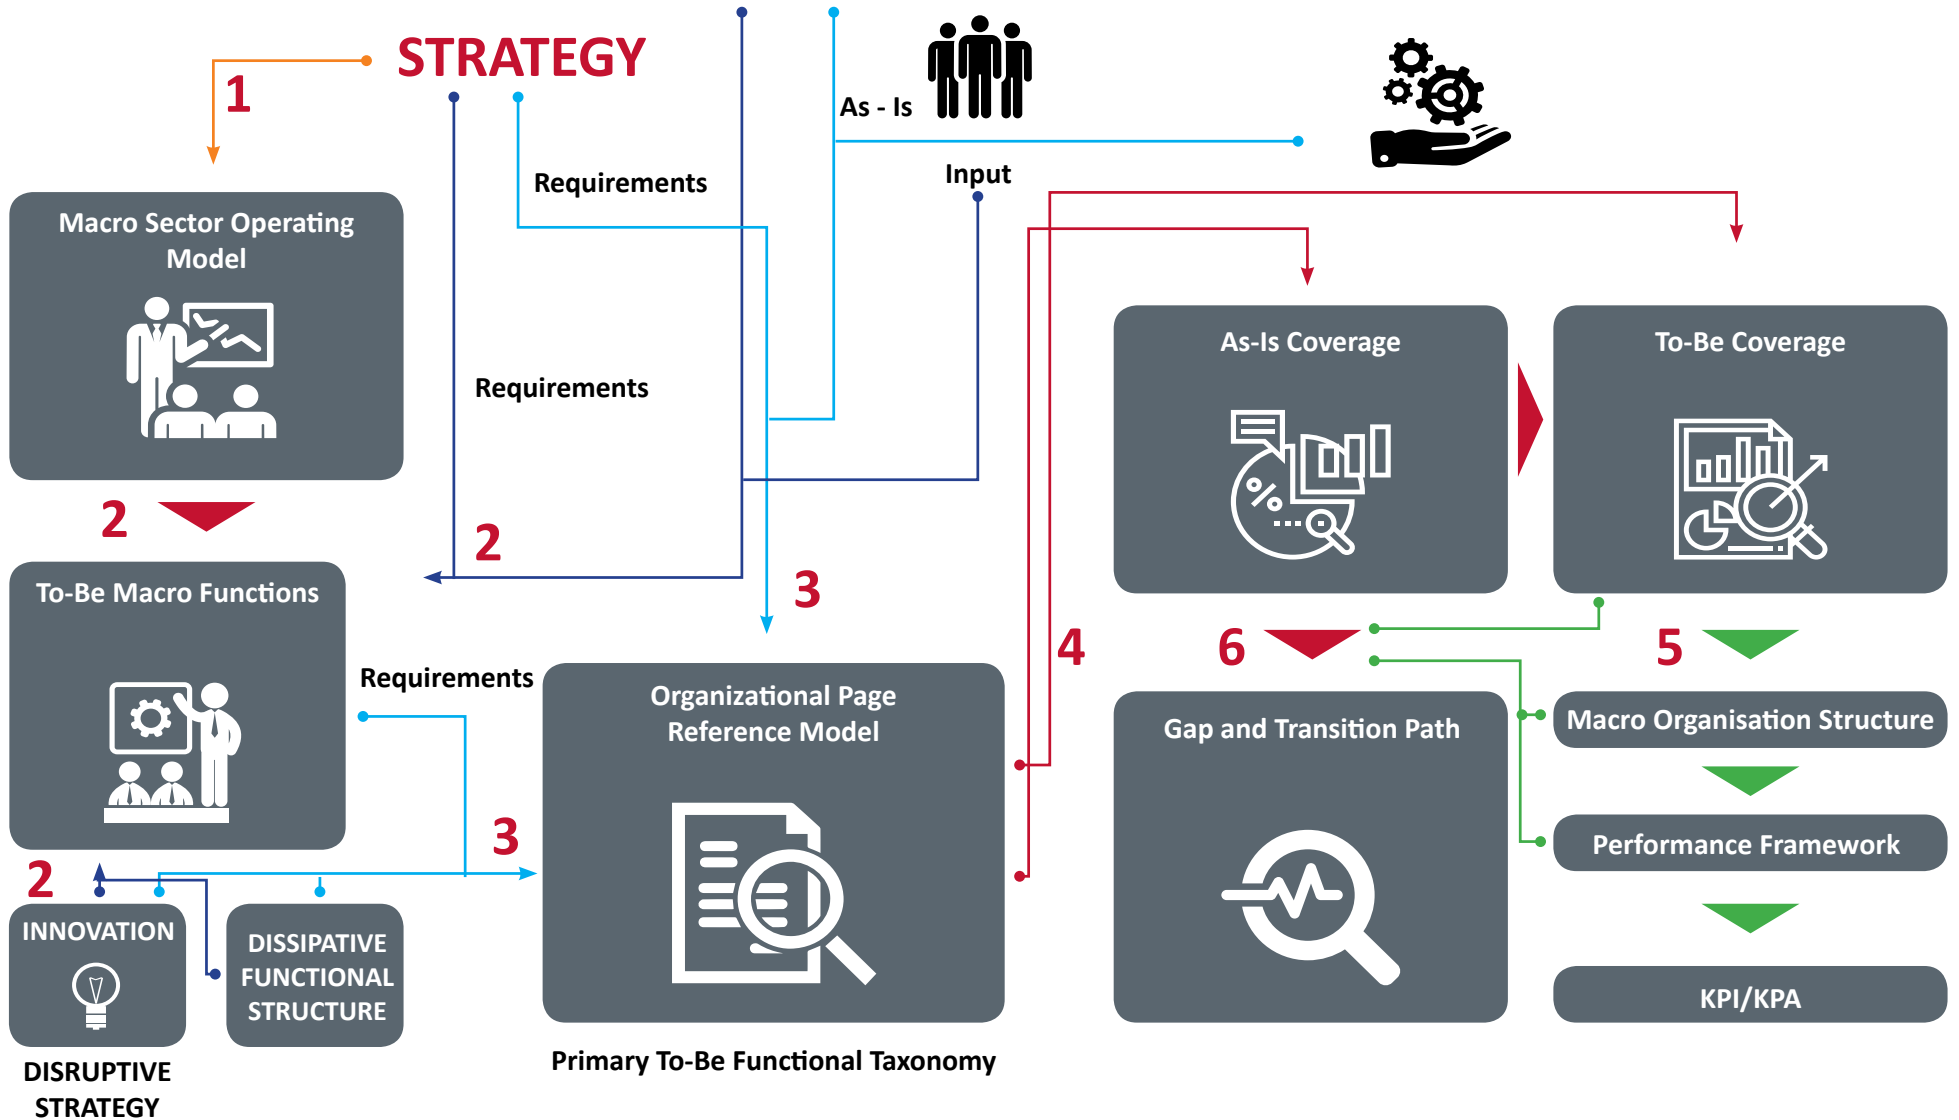 STRATEGY
1
As - Is
Requirements
Input
Macro Sector Operating
Model
As-Is Coverage
To-Be Coverage
Requirements
2
2
3
To-Be Macro Functions
4
6
5
Requirements
Organizational Page
Reference Model
Gap and Transition Path
Macro Organisation Structure
3
Performance Framework
2
INNOVATION
DISSIPATIVE
FUNCTIONAL
STRUCTURE
KPI/KPA
Primary To-Be Functional Taxonomy
DISRUPTIVE
STRATEGY
%